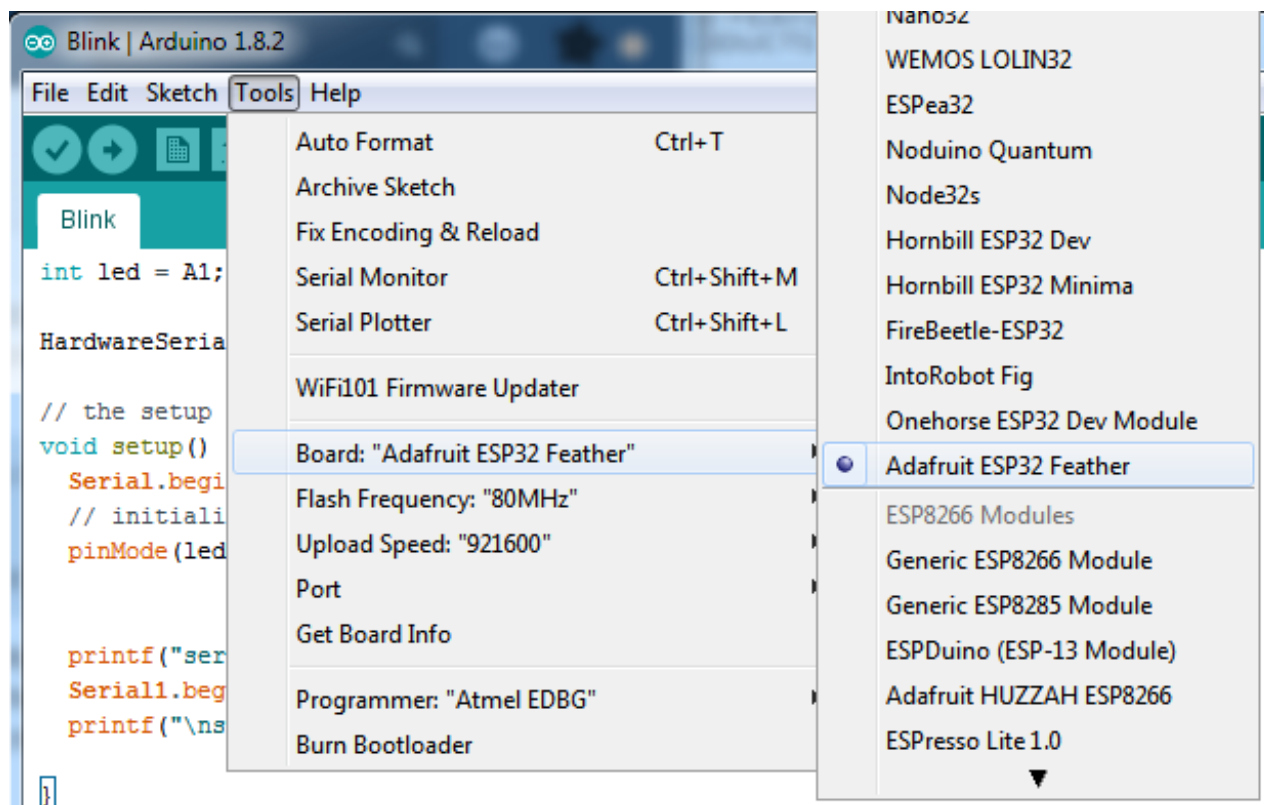 Blink | Arduino 1.8.2
File Edit Sketch Tools Help
Blink
int led = A1;
HardwareSeria
// the setup
void setup()
Serial.begi
// initiali
pinMode(led
printf("ser
Serial1.beg
printf("\ns
}
Auto Format Ctrl+T
Archive Sketch
Fix Encoding & Reload
Serial Monitor Ctrl+Shift+M
Serial Plotter Ctrl+Shift+L
WiFi101 Firmware Updater
Board: "Adafruit ESP32 Feather"
Flash Frequency: "80MHz"
Upload Speed: "921600"
Port
Get Board Info
Programmer: "Atmel EDBG"
Burn Bootloader
Nano32
WEMOS LOLIN32
ESPea32
Noduino Quantum
Node32s
Hornbill ESP32 Dev
Hornbill ESP32 Minima
FireBeetle-ESP32
IntoRobot Fig
Onehorse ESP32 Dev Module
Adafruit ESP32 Feather
ESP8266 Modules
Generic ESP8266 Module
Generic ESP8285 Module
ESPDuino (ESP-13 Module)
Adafruit HUZZAH ESP8266
ESPresso Lite 1.0